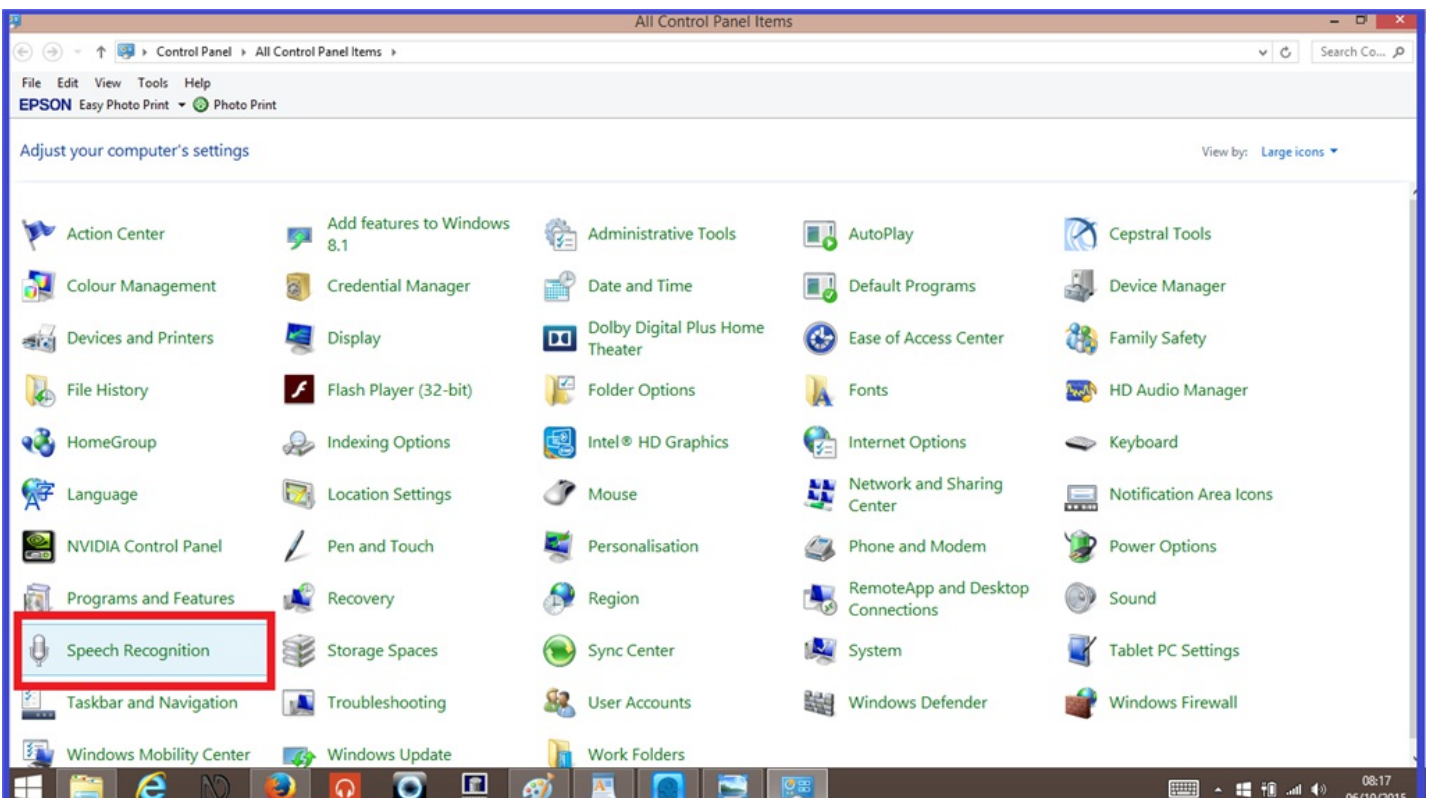 All Control Panel Items
Control Panel All Control Panel Items Search Co...
File Edit View Tools Help
EPSON Easy Photo Print Photo Print
Adjust your computer's settings View by: Large icons
Action Center
Add features to Windows
8.1
Administrative Tools
AutoPlay
Cepstral Tools
Colour Management
Credential Manager
Date and Time
Default Programs
Device Manager
Devices and Printers
Display
Dolby Digital Plus Home
Theater
Ease of Access Center
Family Safety
File History
Flash Player (32-bit)
Folder Options
Fonts
HD Audio Manager
HomeGroup
Indexing Options
Intel® HD Graphics
Internet Options
Keyboard
Language
Location Settings
Mouse
Network and Sharing
Center
Notification Area Icons
NVIDIA Control Panel
Pen and Touch
Personalisation
Phone and Modem
Power Options
Programs and Features
Recovery
Region
RemoteApp and Desktop
Connections
Sound
Speech Recognition
Storage Spaces
Sync Center
System
Tablet PC Settings
Taskbar and Navigation
Troubleshooting
User Accounts
Windows Defender
Windows Firewall
Windows Mobility Center
Windows Update
Work Folders
08:17
06/10/2015